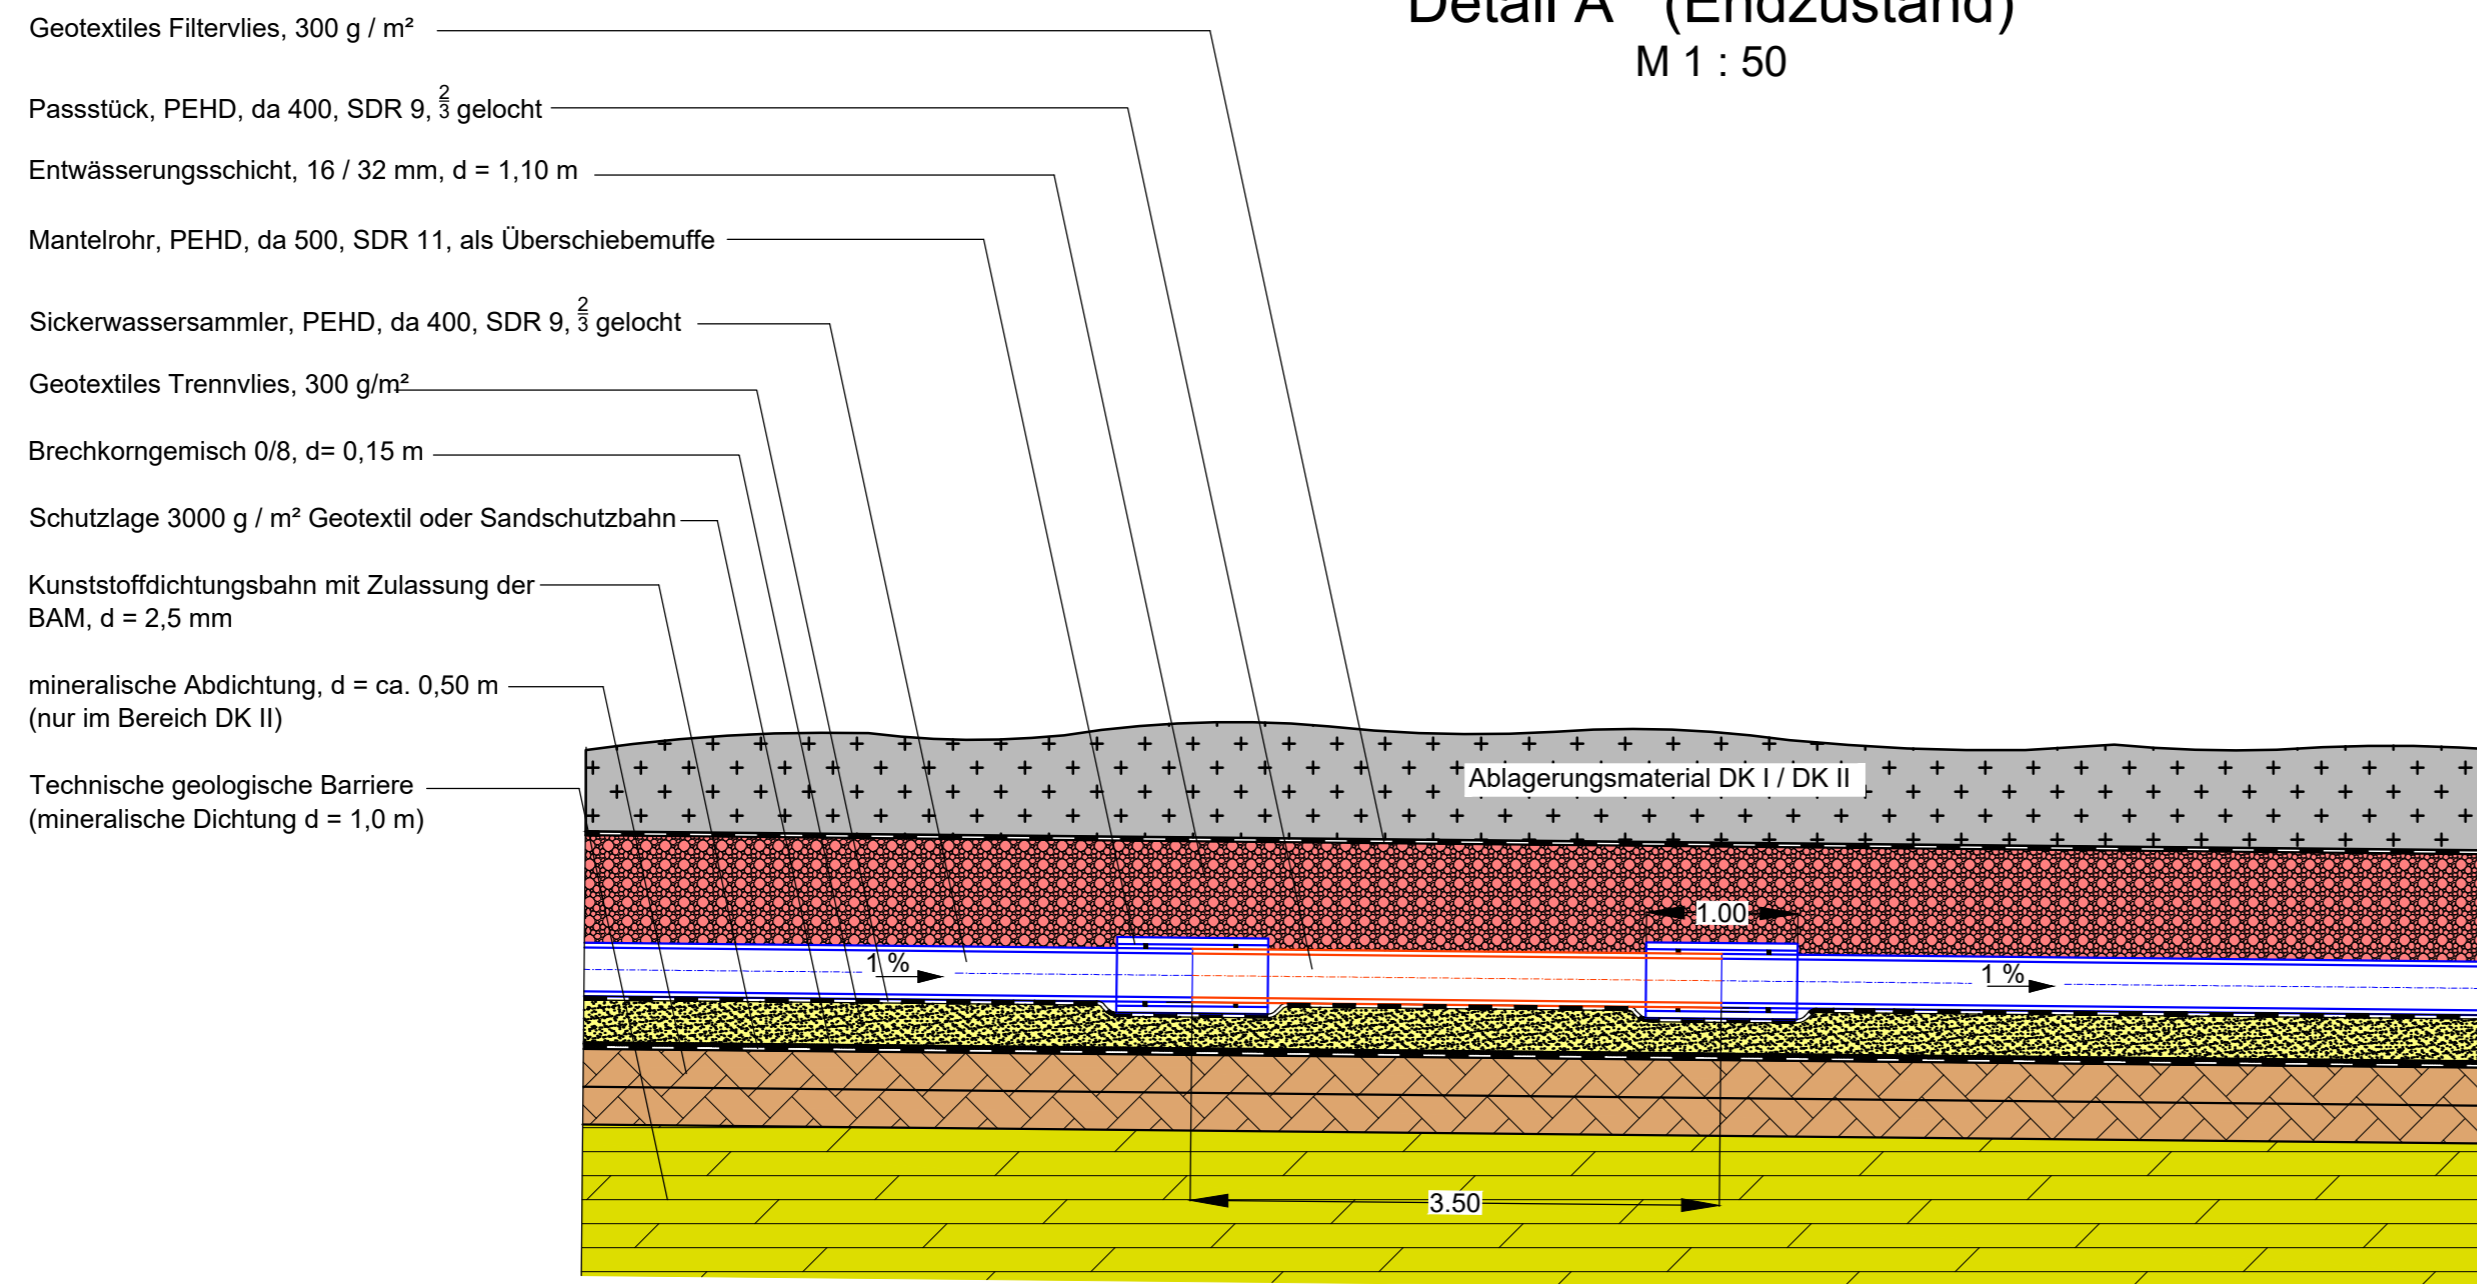 Detail A (Endzustand)
M 1 : 50
Geotextiles Filtervlies, 300 g / m²
Passstück, PEHD, da 400, SDR 9, 2/3 gelocht
Entwässerungsschicht, 16 / 32 mm, d = 1,10 m
Mantelrohr, PEHD, da 500, SDR 11, als Überschiebemuffe
Sickerwassersammler, PEHD, da 400, SDR 9, 2/3 gelocht
Geotextiles Trennvlies, 300 g/m²
Brechkorngemisch 0/8, d= 0,15 m
Schutzlage 3000 g / m² Geotextil oder Sandschutzbahn
Kunststoffdichtungsbahn mit Zulassung der
BAM, d = 2,5 mm
mineralische Abdichtung, d = ca. 0,50 m
(nur im Bereich DK II)
Technische geologische Barriere
(mineralische Dichtung d = 1,0 m)
Ablagerungsmaterial DK I / DK II
1.00
1 %
1 %
3.50